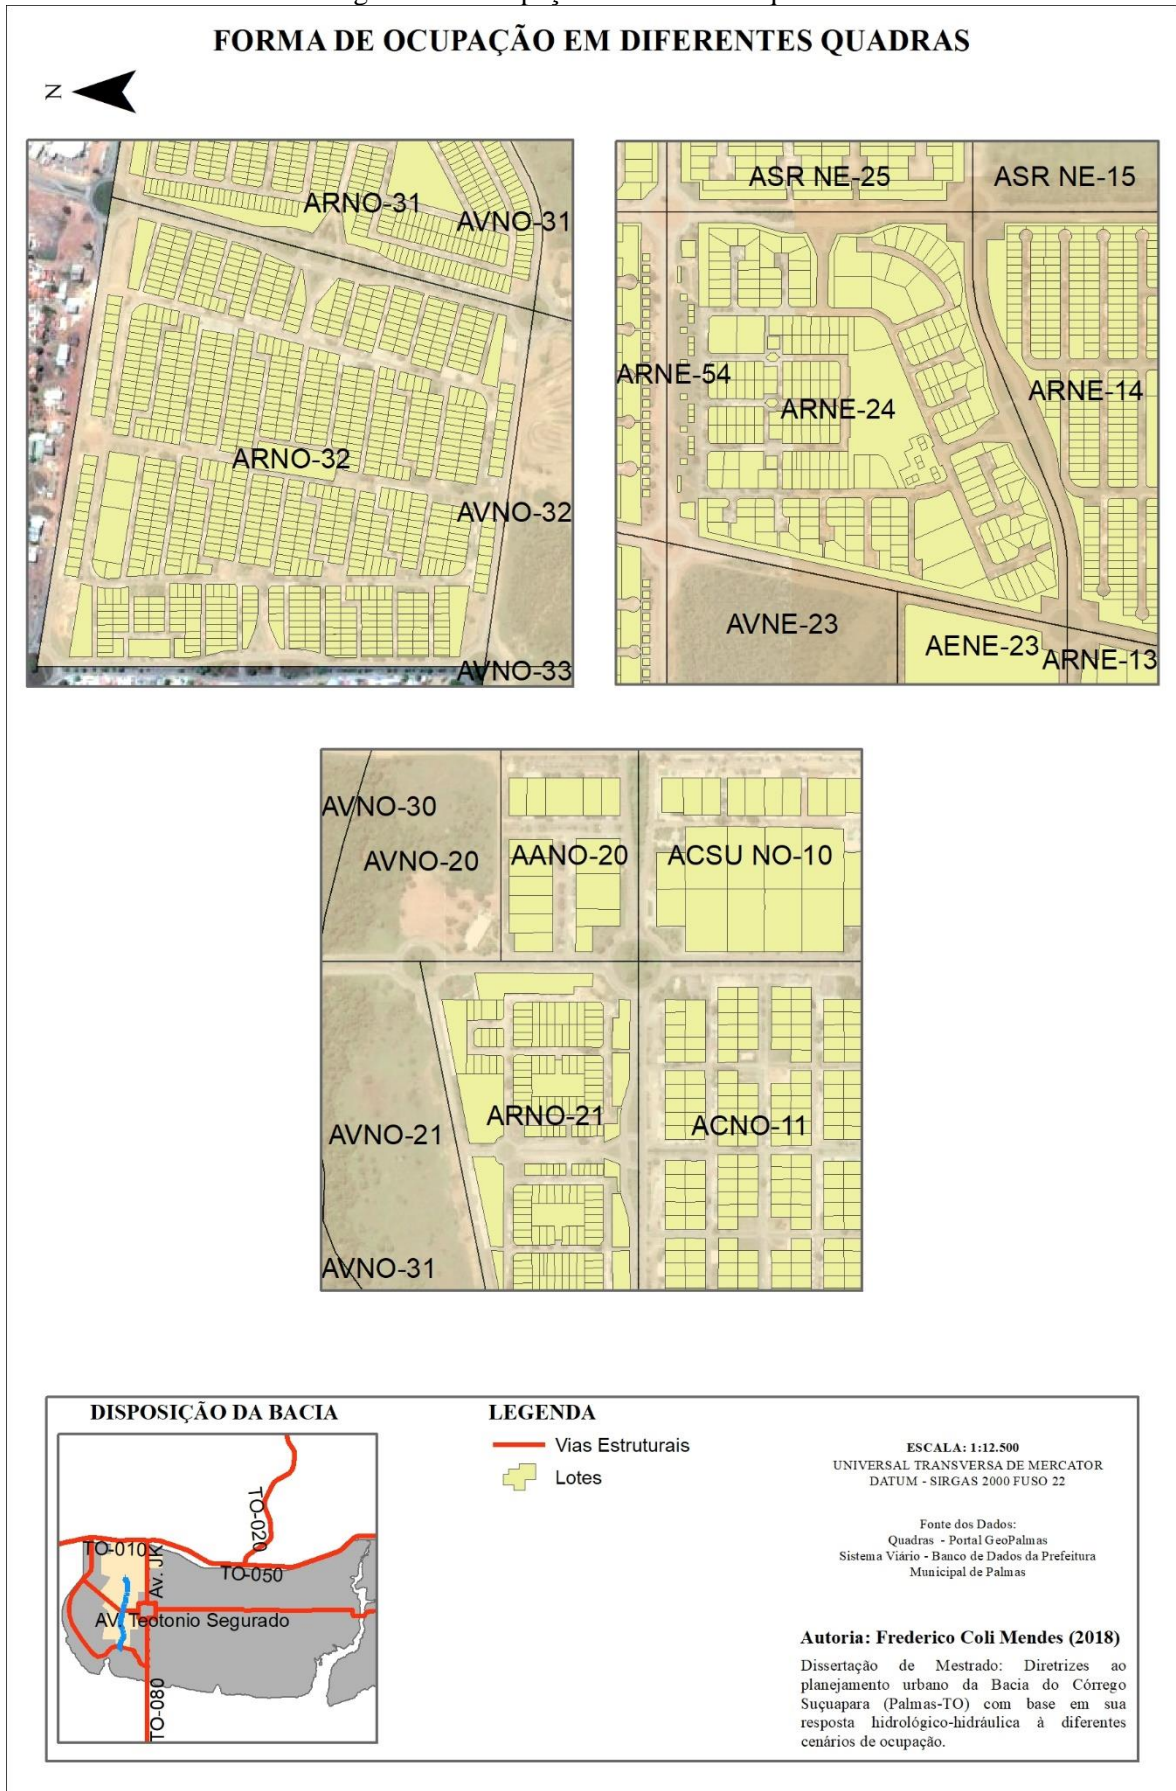 FORMA DE OCUPAÇÃO EM DIFERENTES QUADRAS
N
ARNO-31
AVNO-31
ARNO-32
AVNO-32
AVNO-33
ASR NE-25
ASR NE-15
ARNE-54
ARNE-24
ARNE-14
AVNE-23
AENE-23
ARNE-13
AVNO-30
AVNO-20
AANO-20
ACSU NO-10
ARNO-21
ACNO-11
AVNO-21
AVNO-31
DISPOSIÇÃO DA BACIA
TO-020
TO-010
Av. JK
TO-050
AV. Teotonio Segurado
TO-080
LEGENDA
Vias Estruturais
Lotes
ESCALA: 1:12.500
UNIVERSAL TRANSVERSA DE MERCATOR
DATUM - SIRGAS 2000 FUSO 22
Fonte dos Dados:
Quadras - Portal GeoPalmas
Sistema Viário - Banco de Dados da Prefeitura
Municipal de Palmas
Autoria: Frederico Coli Mendes (2018)
Dissertação de Mestrado: Diretrizes ao
planejamento urbano da Bacia do Córrego
Suçuapara (Palmas-TO) com base em sua
resposta hidrológico-hidráulica à diferentes
cenários de ocupação.